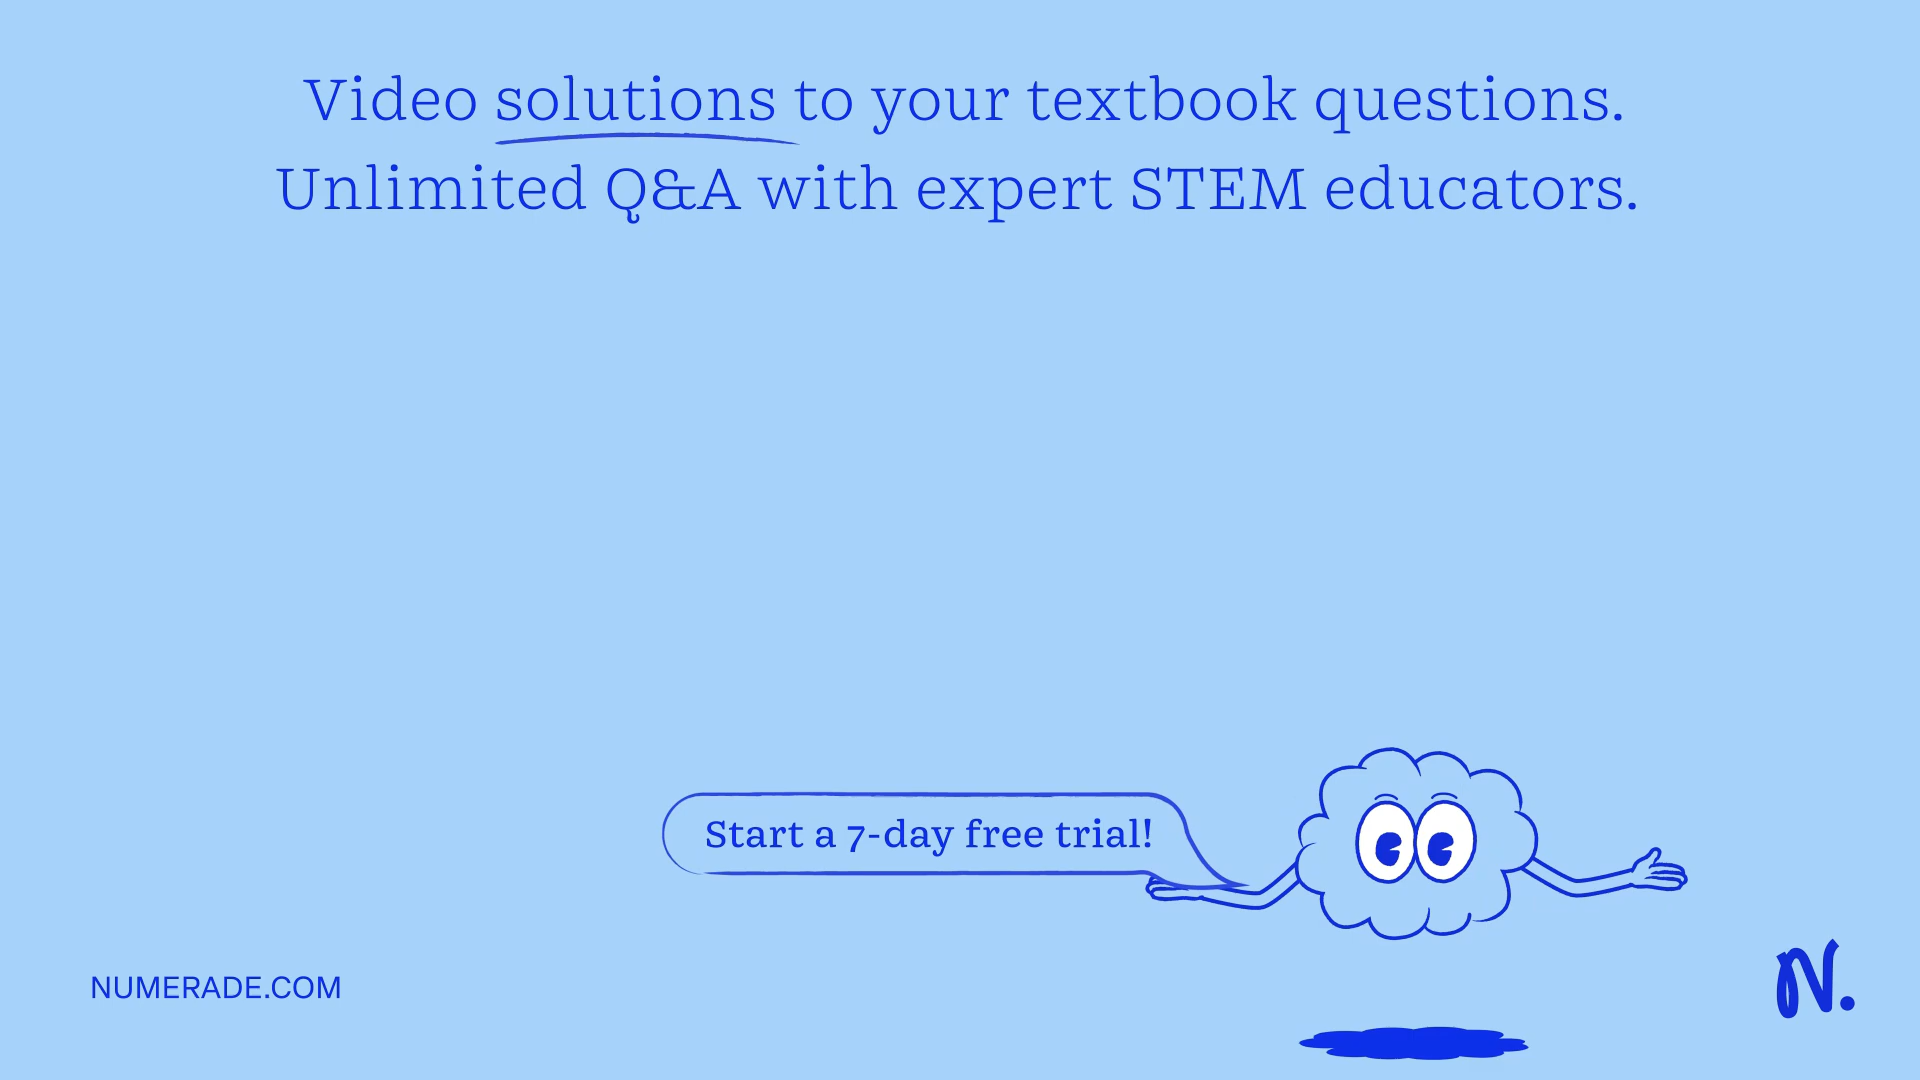 Video solutions to your textbook questions.
Unlimited Q&A with expert STEM educators.
Start a 7-day free trial!
NUMERADE.COM
N.